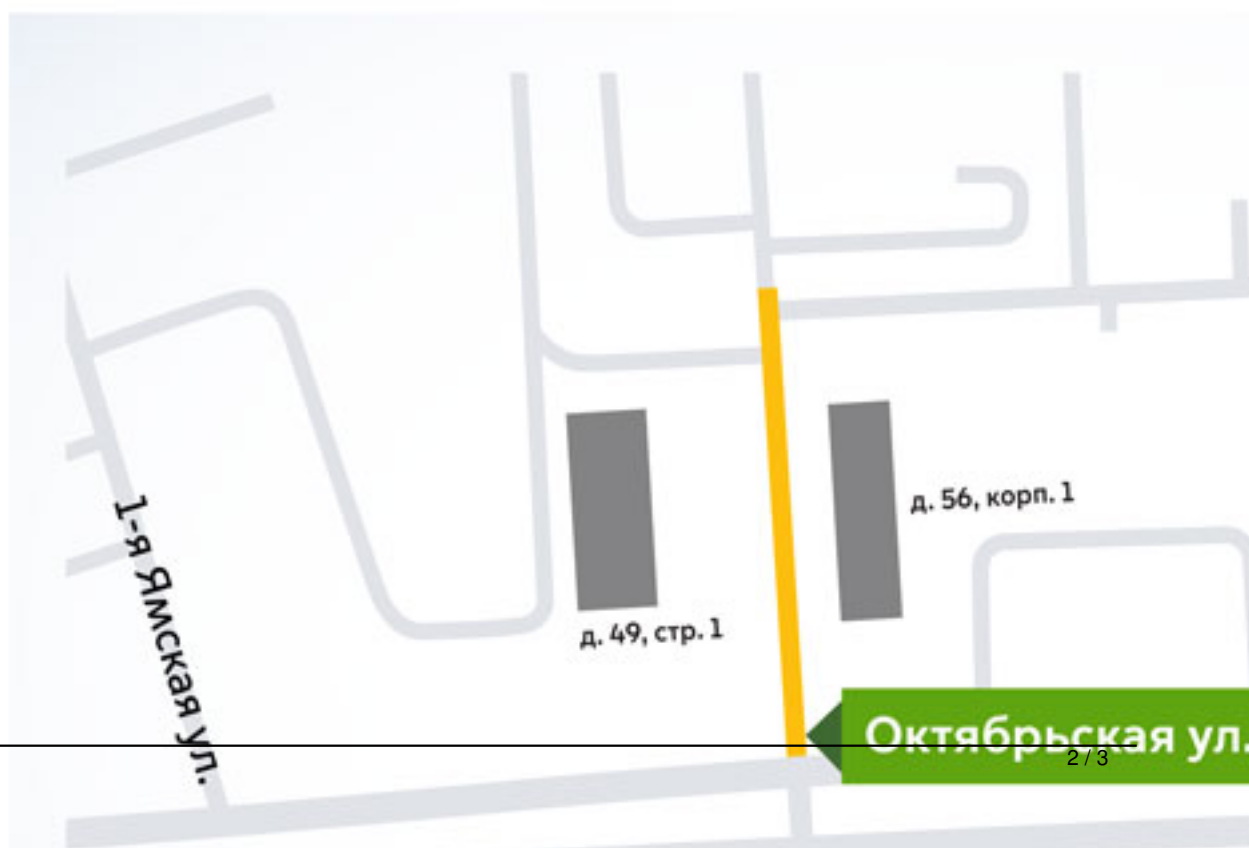 д. 56, корп. 1
1-я Ямская ул.
д. 49, стр. 1
Октябрьская ул.
2 / 3